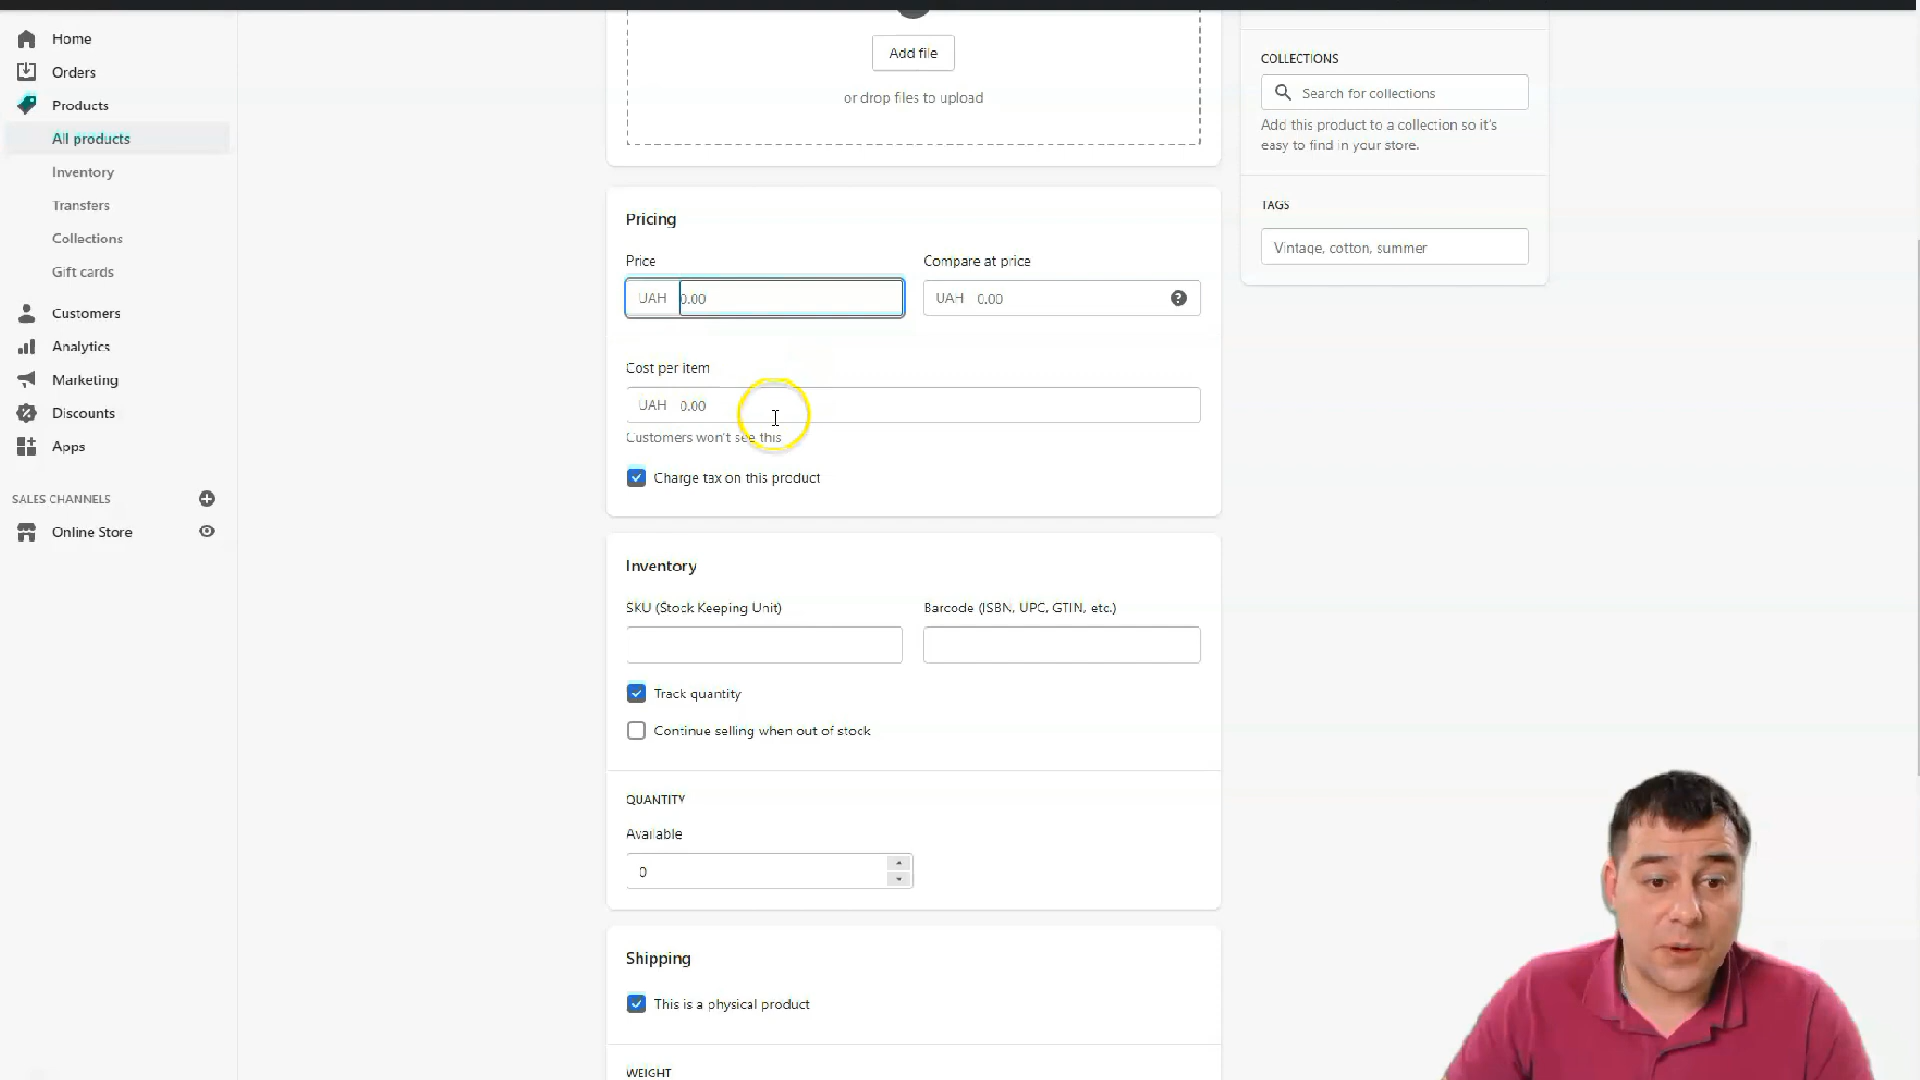 Home
Orders
Products
All products
Inventory
Transfers
Collections
Gift cards
Customers
Analytics
Marketing
Discounts
Apps
SALES CHANNELS
Online Store
Add file
or drop files to upload
Pricing
Price
Compare at price
UAH 0.00
UAH 0.00
Cost per item
UAH 0.00
Customers won't see this
Charge tax on this product
Inventory
SKU (Stock Keeping Unit)
Barcode (ISBN, UPC, GTIN, etc.)
Track quantity
Continue selling when out of stock
QUANTITY
Available
0
Shipping
This is a physical product
WEIGHT
COLLECTIONS
Search for collections
Add this product to a collection so it's
easy to find in your store.
TAGS
Vintage, cotton, summer